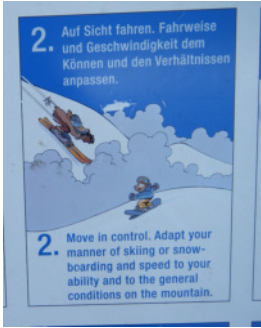 2. Auf Sicht fahren. Fahrweise
und Geschwindigkeit dem
Können und den Verhältnissen
anpassen.
2. Move in control. Adapt your
manner of skiing or snow-
boarding and speed to your
ability and to the general
conditions on the mountain.